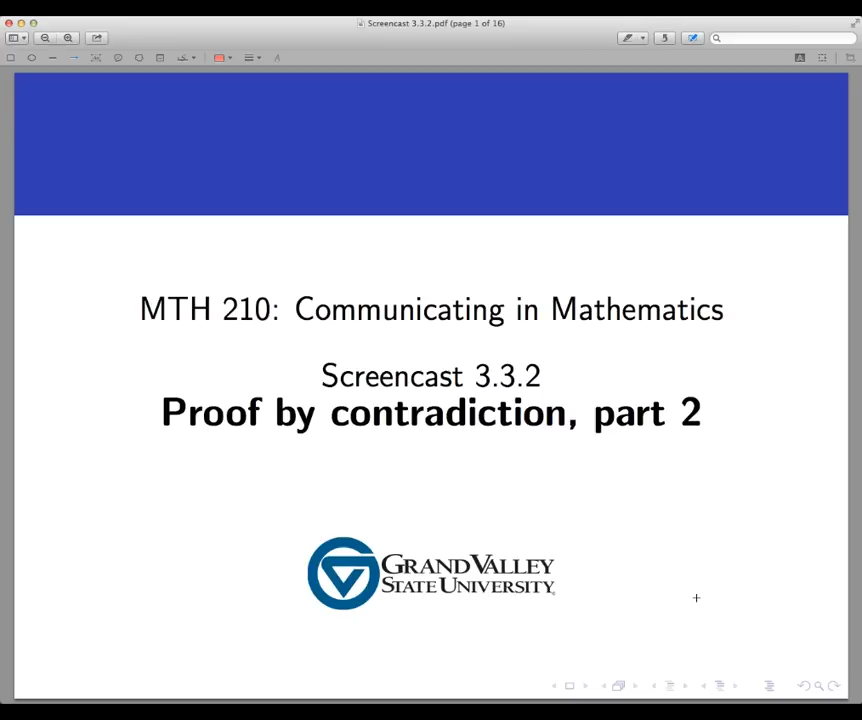 Screencast 3.3.2.pdf (page 1 of 16)
MTH 210: Communicating in Mathematics
Screencast 3.3.2
Proof by contradiction, part 2
GRAND VALLEY
STATE UNIVERSITY